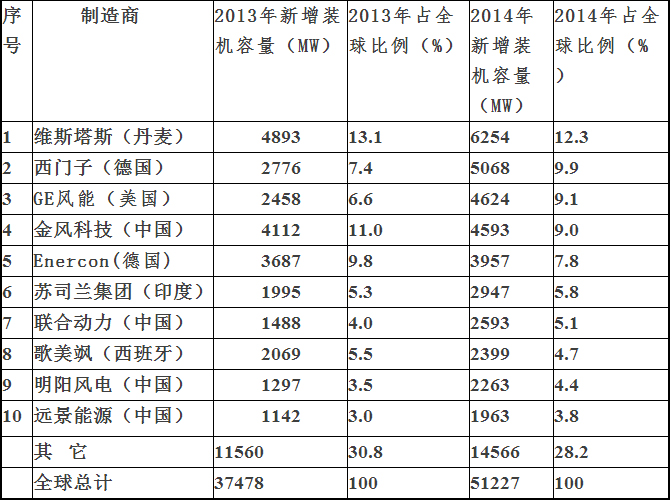 序号 制造商 2013年新增装机容量（MW） 2013年占全球比例（%） 2014年新增装机容量（MW） 2014年占全球比例（%）
1 维斯塔斯（丹麦） 4893 13.1 6254 12.3
2 西门子（德国） 2776 7.4 5068 9.9
3 GE风能（美国） 2458 6.6 4624 9.1
4 金风科技（中国） 4112 11.0 4593 9.0
5 Enercon(德国) 3687 9.8 3957 7.8
6 苏司兰集团（印度） 1995 5.3 2947 5.8
7 联合动力（中国） 1488 4.0 2593 5.1
8 歌美飒（西班牙） 2069 5.5 2399 4.7
9 明阳风电（中国） 1297 3.5 2263 4.4
10 远景能源（中国） 1142 3.0 1963 3.8
其 它 11560 30.8 14566 28.2
全球总计 37478 100 51227 100